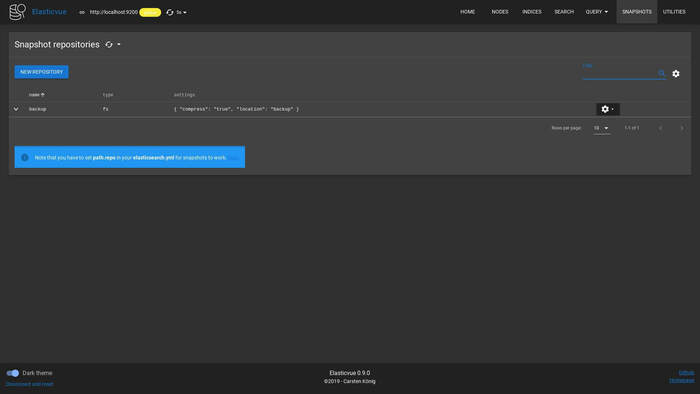 Elasticvue
http://localhost:9200
5s
HOME
NODES
INDICES
SEARCH
QUERY
SNAPSHOTS
UTILITIES
Snapshot repositories
NEW REPOSITORY
name
type
settings
backup
fs
{ "compress": "true", "location": "backup" }
Rows per page:
10
1-1 of 1
Note that you have to set path.repo in your elasticsearch.yml for snapshots to work.
Dark theme
Disconnect and reset
Elasticvue 0.9.0
©2019 - Carsten König
Github
Homepage